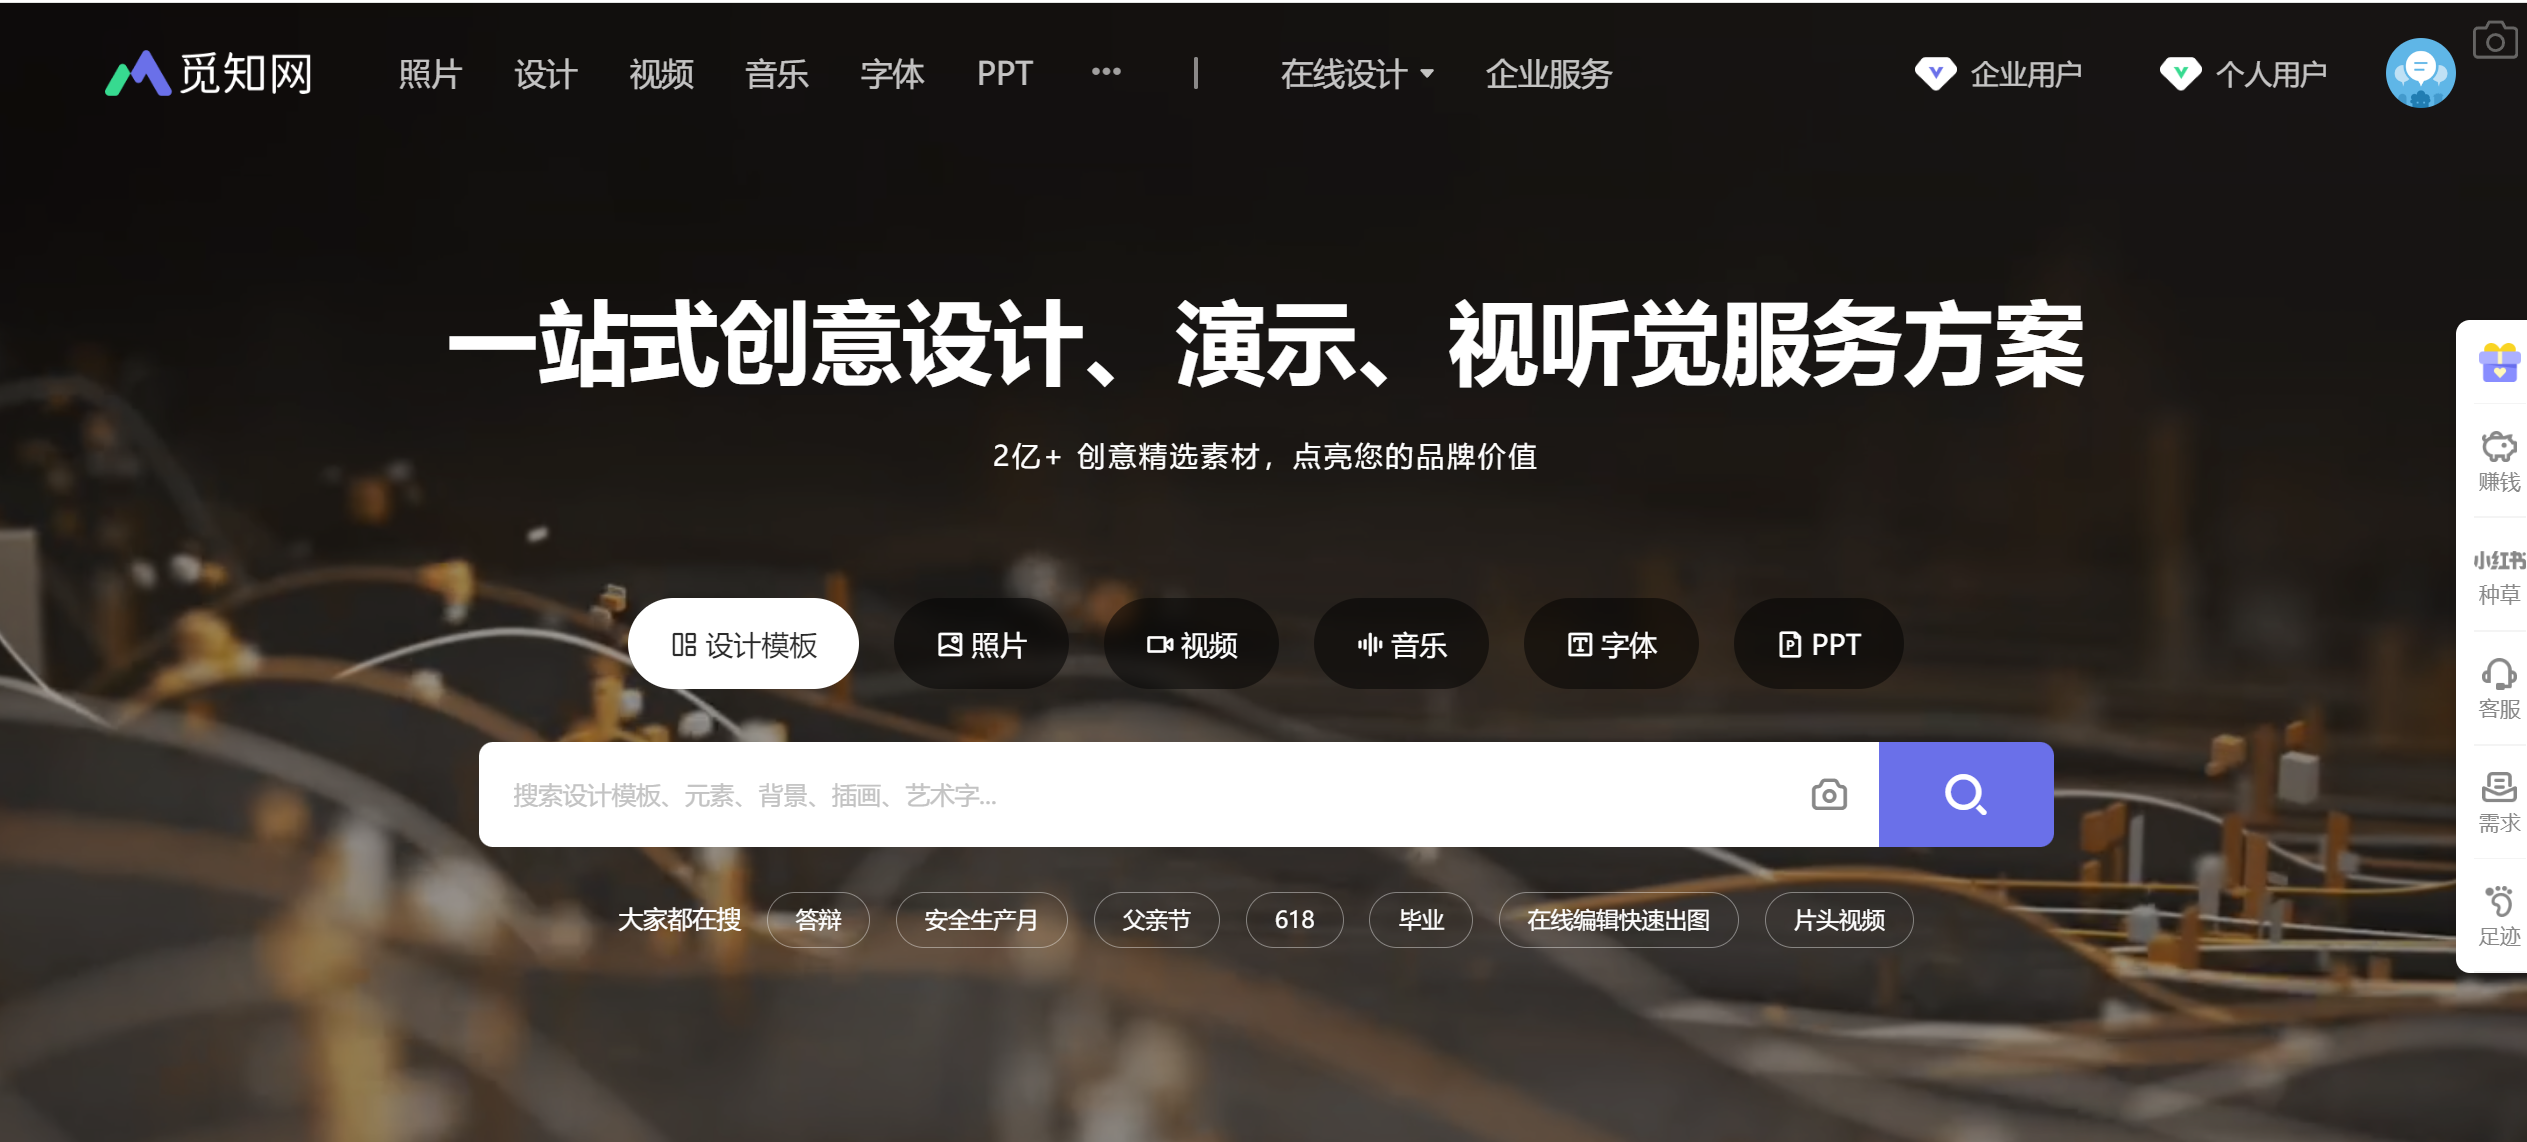 觅知网 照片 设计 视频 音乐 字体 PPT ··· | 在线设计 企业服务 企业用户 个人用户
一站式创意设计、演示、视听觉服务方案
2亿+ 创意精选素材，点亮您的品牌价值
设计模板 照片 视频 音乐 字体 PPT
搜索设计模板、元素、背景、插画、艺术字...
大家都在搜 答辩 安全生产月 父亲节 618 毕业 在线编辑快速出图 片头视频
赚钱
小红书
种草
客服
需求
足迹